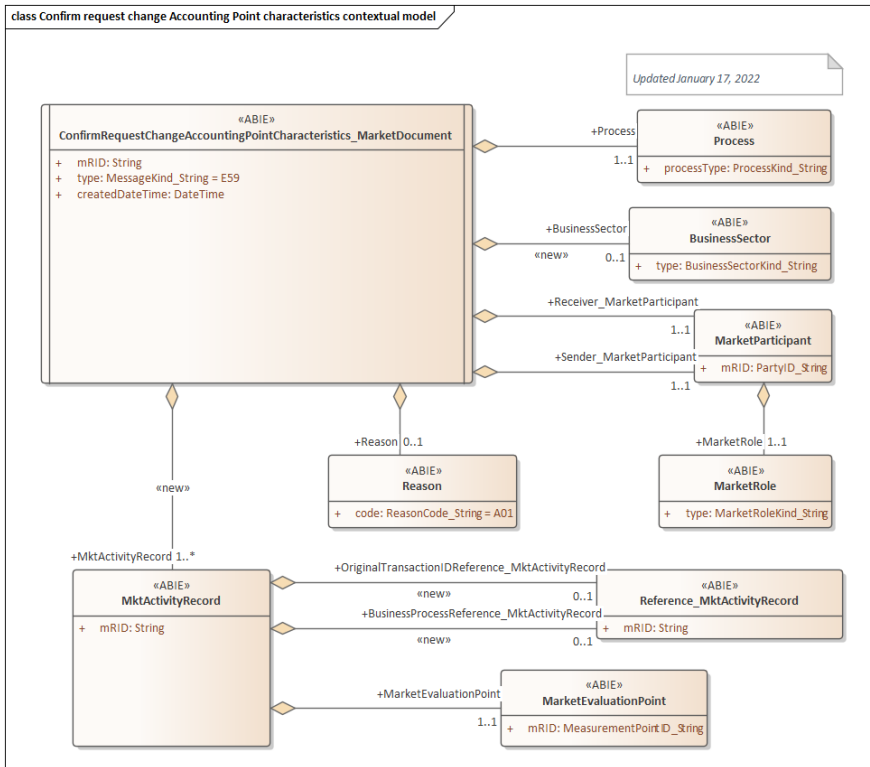 class Confirm request change Accounting Point characteristics contextual model
Updated January 17, 2022
«ABIE»
ConfirmRequestChangeAccountingPointCharacteristics_MarketDocument
+ mRID: String
+ type: MessageKind_String = E59
+ createdDateTime: DateTime
+Process
1..1
«ABIE»
Process
+ processType: ProcessKind_String
+BusinessSector
«new»
0..1
«ABIE»
BusinessSector
+ type: BusinessSectorKind_String
+Receiver_MarketParticipant
1..1
+Sender_MarketParticipant
1..1
«ABIE»
MarketParticipant
+ mRID: PartyID_String
+Reason 0..1
«ABIE»
Reason
+ code: ReasonCode_String = A01
+MarketRole 1..1
«ABIE»
MarketRole
+ type: MarketRoleKind_String
«new»
+MktActivityRecord 1..*
«ABIE»
MktActivityRecord
+ mRID: String
+OriginalTransactionIDReference_MktActivityRecord
«new»
0..1
+BusinessProcessReference_MktActivityRecord
«new»
0..1
«ABIE»
Reference_MktActivityRecord
+ mRID: String
+MarketEvaluationPoint
1..1
«ABIE»
MarketEvaluationPoint
+ mRID: MeasurementPointID_String